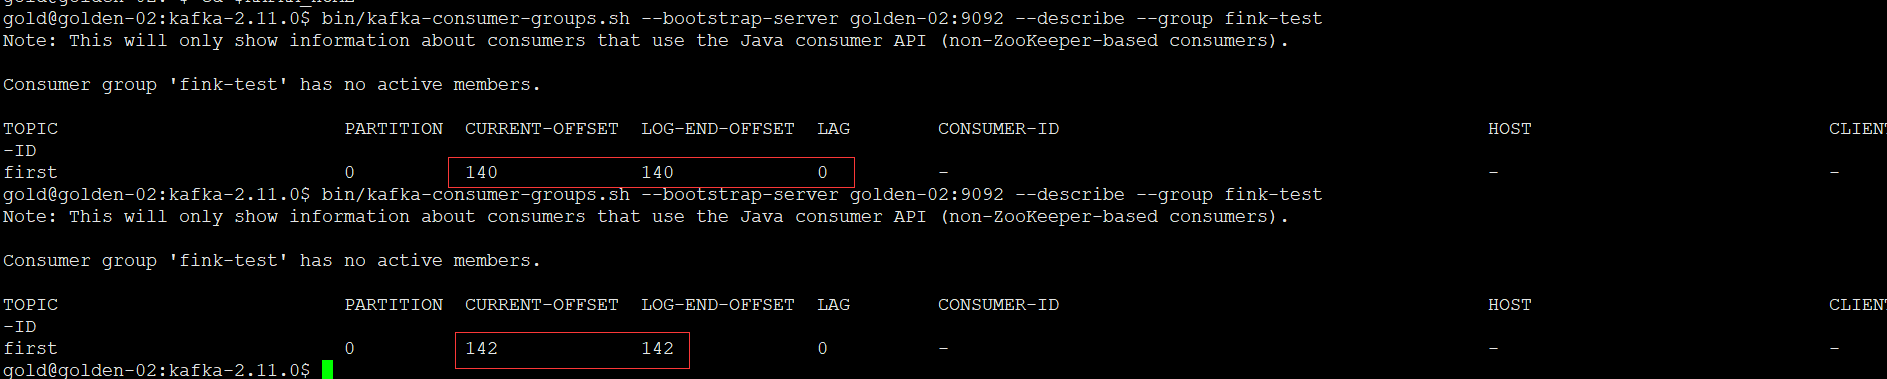 gold@golden-02:kafka-2.11.0$ bin/kafka-consumer-groups.sh --bootstrap-server golden-02:9092 --describe --group fink-test
Note: This will only show information about consumers that use the Java consumer API (non-ZooKeeper-based consumers).
Consumer group 'fink-test' has no active members.
TOPIC PARTITION CURRENT-OFFSET LOG-END-OFFSET LAG CONSUMER-ID HOST CLIENT
-ID
first 0 140 140 0 - - -
gold@golden-02:kafka-2.11.0$ bin/kafka-consumer-groups.sh --bootstrap-server golden-02:9092 --describe --group fink-test
Note: This will only show information about consumers that use the Java consumer API (non-ZooKeeper-based consumers).
Consumer group 'fink-test' has no active members.
TOPIC PARTITION CURRENT-OFFSET LOG-END-OFFSET LAG CONSUMER-ID HOST CLIENT
-ID
first 0 142 142 0 - - -
gold@golden-02:kafka-2.11.0$